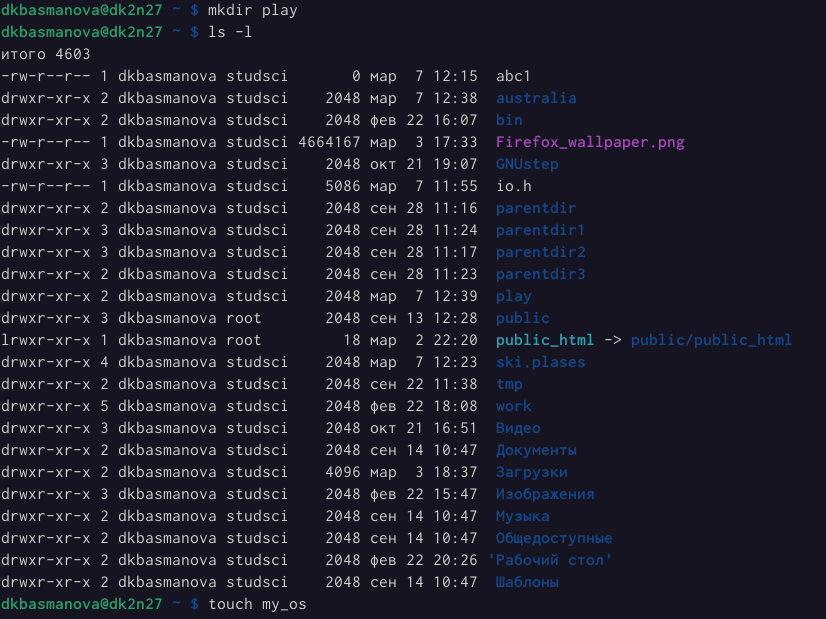 dkbasmanova@dk2n27 ~ $ mkdir play
dkbasmanova@dk2n27 ~ $ ls -l
итого 4603
-rw-r--r-- 1 dkbasmanova studsci       0 мар  7 12:15  abc1
drwxr-xr-x 2 dkbasmanova studsci    2048 мар  7 12:38  australia
drwxr-xr-x 2 dkbasmanova studsci    2048 фев 22 16:07  bin
-rw-r--r-- 1 dkbasmanova studsci 4664167 мар  3 17:33  Firefox_wallpaper.png
drwxr-xr-x 3 dkbasmanova studsci    2048 окт 21 19:07  GNUstep
-rw-r--r-- 1 dkbasmanova studsci    5086 мар  7 11:55  io.h
drwxr-xr-x 2 dkbasmanova studsci    2048 сен 28 11:16  parentdir
drwxr-xr-x 3 dkbasmanova studsci    2048 сен 28 11:24  parentdir1
drwxr-xr-x 3 dkbasmanova studsci    2048 сен 28 11:17  parentdir2
drwxr-xr-x 2 dkbasmanova studsci    2048 сен 28 11:23  parentdir3
drwxr-xr-x 2 dkbasmanova studsci    2048 мар  7 12:39  play
drwxr-xr-x 3 dkbasmanova root       2048 сен 13 12:28  public
lrwxr-xr-x 1 dkbasmanova root         18 мар  2 22:20  public_html -> public/public_html
drwxr-xr-x 4 dkbasmanova studsci    2048 мар  7 12:23  ski.plases
drwxr-xr-x 2 dkbasmanova studsci    2048 сен 22 11:38  tmp
drwxr-xr-x 5 dkbasmanova studsci    2048 фев 22 18:08  work
drwxr-xr-x 3 dkbasmanova studsci    2048 окт 21 16:51  Видео
drwxr-xr-x 2 dkbasmanova studsci    2048 сен 14 10:47  Документы
drwxr-xr-x 2 dkbasmanova studsci    4096 мар  3 18:37  Загрузки
drwxr-xr-x 3 dkbasmanova studsci    2048 фев 22 15:47  Изображения
drwxr-xr-x 2 dkbasmanova studsci    2048 сен 14 10:47  Музыка
drwxr-xr-x 2 dkbasmanova studsci    2048 сен 14 10:47  Общедоступные
drwxr-xr-x 2 dkbasmanova studsci    2048 фев 22 20:26 'Рабочий стол'
drwxr-xr-x 2 dkbasmanova studsci    2048 сен 14 10:47  Шаблоны
dkbasmanova@dk2n27 ~ $ touch my_os